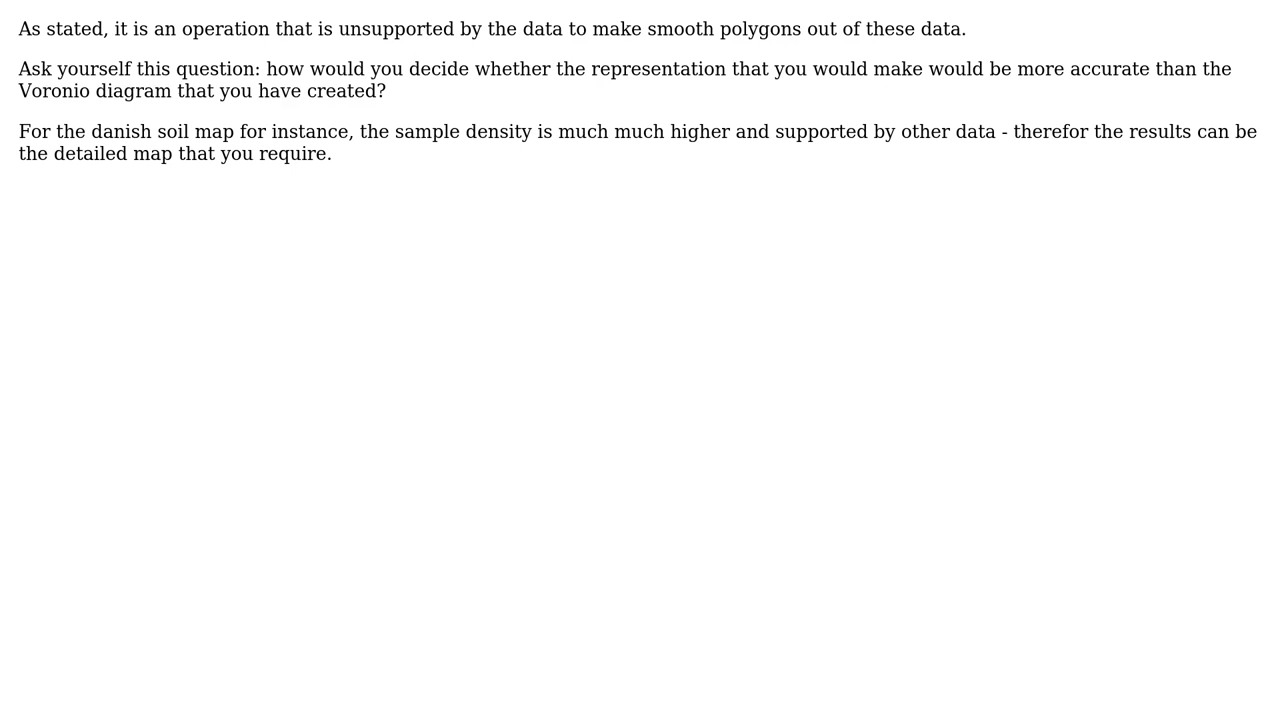 As stated, it is an operation that is unsupported by the data to make smooth polygons out of these data.
Ask yourself this question: how would you decide whether the representation that you would make would be more accurate than the
Voronio diagram that you have created?
For the danish soil map for instance, the sample density is much much higher and supported by other data - therefor the results can be
the detailed map that you require.